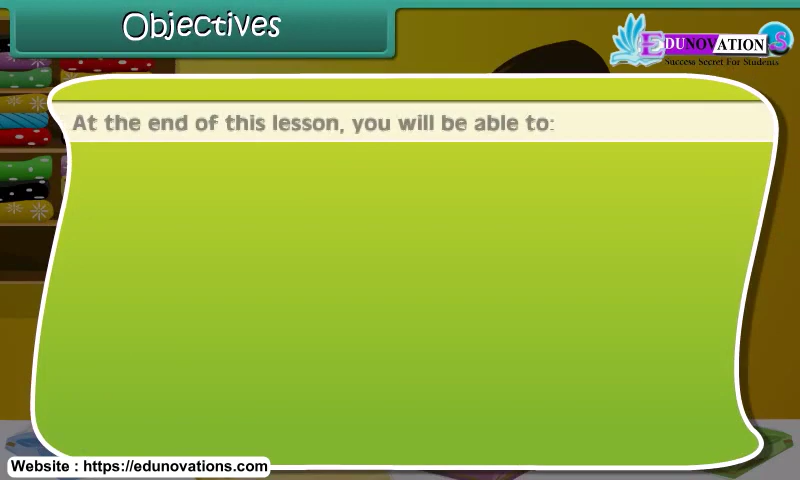 Objectives
EDUNOVATION.S
Success Secret For Students
At the end of this lesson, you will be able to:
Website : https://edunovations.com